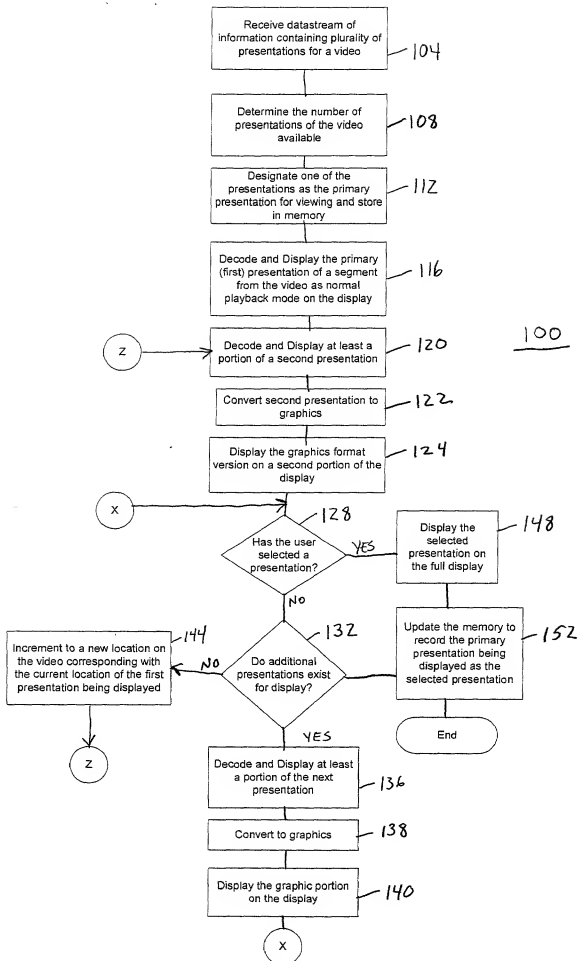 Receive datastream of
information containing plurality of
presentations for a video
104
Determine the number of
presentations of the video
available
108
Designate one of the
presentations as the primary
presentation for viewing and store
in memory
112
Decode and Display the primary
(first) presentation of a segment
from the video as normal
playback mode on the display
116
Z
Decode and Display at least a
portion of a second presentation
120
100
Convert second presentation to
graphics
122
Display the graphics format
version on a second portion of the
display
124
X
128
Has the user
selected a
presentation?
YES
Display the
selected
presentation on
the full display
148
NO
132
Do additional
presentations exist
for display?
Update the memory to
record the primary
presentation being
displayed as the
selected presentation
152
End
NO
144
Increment to a new location on
the video corresponding with
the current location of the first
presentation being displayed
Z
YES
Decode and Display at least
a portion of the next
presentation
136
Convert to graphics
138
Display the graphic portion
on the display
140
X